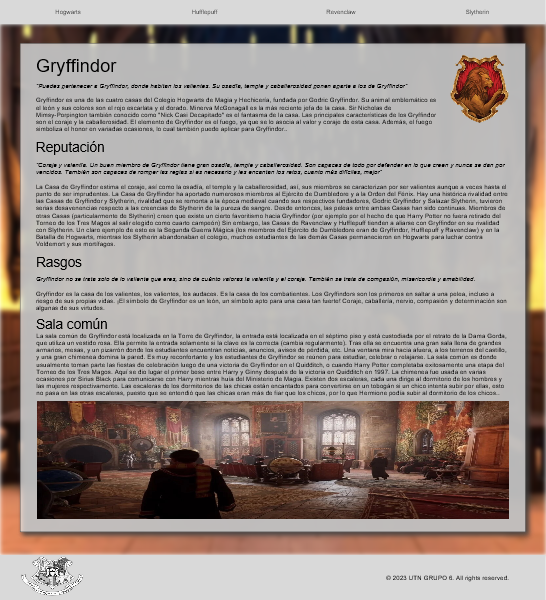 Hogwarts Hufflepuff Ravenclaw Slytherin
Gryffindor
"Puedes pertenecer a Gryffindor, donde habitan los valientes. Su osadía, temple y caballerosidad ponen aparte a los de Gryffindor"
Gryffindor es una de las cuatro casas del Colegio Hogwarts de Magia y Hechicería, fundada por Godric Gryffindor. Su animal emblemático es
el león y sus colores son el rojo escarlata y el dorado. Minerva McGonagall es la más reciente jefa de la casa. Sir Nicholas de
Mimsy-Porpington también conocido como "Nick Casi Decapitado" es el fantasma de la casa. Las principales características de los Gryffindor
son el coraje y la caballerosidad. El elemento de Gryffindor es el fuego, ya que se lo asocia al valor y coraje de esta casa. Además, el fuego
simboliza el honor en variadas ocasiones, lo cual también puede aplicar para Gryffindor..
Reputación
"Coraje y valentía. Un buen miembro de Gryffindor tiene gran osadía, temple y caballerosidad. Son capaces de todo por defender en lo que creen y nunca se dan por
vencidos. También son capaces de romper las reglas si es necesario y les encantan los retos, cuanto más difíciles, mejor"
La Casa de Gryffindor estima el coraje, así como la osadía, el temple y la caballerosidad, así, sus miembros se caracterizan por ser valientes aunque a veces hasta el
punto de ser imprudentes. La Casa de Gryffindor ha aportado numerosos miembros al Ejército de Dumbledore y a la Orden del Fénix. Hay una histórica rivalidad entre
las Casas de Gryffindor y Slytherin, rivalidad que se remonta a la época medieval cuando sus respectivos fundadores, Godric Gryffindor y Salazar Slytherin, tuvieron
serias desavenencias respecto a las creencias de Slytherin de la pureza de sangre. Desde entonces, las peleas entre ambas Casas han sido continuas. Miembros de
otras Casas (particularmente de Slytherin) creen que existe un cierto favoritismo hacia Gryffindor (por ejemplo por el hecho de que Harry Potter no fuera retirado del
Torneo de los Tres Magos al salir elegido como cuarto campeón) Sin embargo, las Casas de Ravenclaw y Hufflepuff tienden a aliarse con Gryffindor en su rivalidad
con Slytherin. Un claro ejemplo de esto es la Segunda Guerra Mágica (los miembros del Ejército de Dumbledore eran de Gryffindor, Hufflepuff y Ravenclaw) y en la
Batalla de Hogwarts, mientras los Slytherin abandonaban el colegio, muchos estudiantes de las demás Casas permanecieron en Hogwarts para luchar contra
Voldemort y sus mortífagos.
Rasgos
Gryffindor no se trata solo de lo valiente que eres, sino de cuánto valoras la valentía y el coraje. También se trata de compasión, misericordia y amabilidad.
Gryffindor es la casa de los valientes, los valientes, los audaces. Es la casa de los combatientes. Los Gryffindors son los primeros en saltar a una pelea, incluso a
riesgo de sus propias vidas. ¡El símbolo de Gryffindor es un león, un símbolo apto para una casa tan fuerte! Coraje, caballería, nervio, compasión y determinación son
algunas de sus virtudes.
Sala común
La sala común de Gryffindor está localizada en la Torre de Gryffindor, la entrada está localizada en el séptimo piso y está custodiada por el retrato de la Dama Gorda,
que utiliza un vestido rosa. Ella permite la entrada solamente si la clave es la correcta (cambia regularmente). Tras ella se encuentra una gran sala llena de grandes
armarios, mesas, y un pizarrón donde los estudiantes encuentran noticias, anuncios, avisos de pérdida, etc. Una ventana mira hacia afuera, a los terrenos del castillo,
y una gran chimenea domina la pared. Es muy reconfortante y los estudiantes de Gryffindor se reúnen para estudiar, celebrar o relajarse. La sala común es donde
usualmente toman parte las fiestas de celebración luego de una victoria de Gryffindor en el Quidditch, o cuando Harry Potter completaba exitosamente una etapa del
Torneo de los Tres Magos. Aquí se dio lugar el primer beso entre Harry y Ginny después de la victoria en Quidditch en 1997. La chimenea fue usada en varias
ocasiones por Sirius Black para comunicarse con Harry mientras huía del Ministerio de Magia. Existen dos escaleras, cada una dirige al dormitorio de los hombres y
las mujeres respectivamente. Las escaleras de los dormitorios de las chicas están encantados para convertirse en un tobogán si un chico intenta subir por ellas, esto
no pasa en las otras escaleras, puesto que se entendió que las chicas eran más de fiar que los chicos, por lo que Hermione podía subir al dormitorio de los chicos..
© 2023 UTN GRUPO 6. All rights reserved.